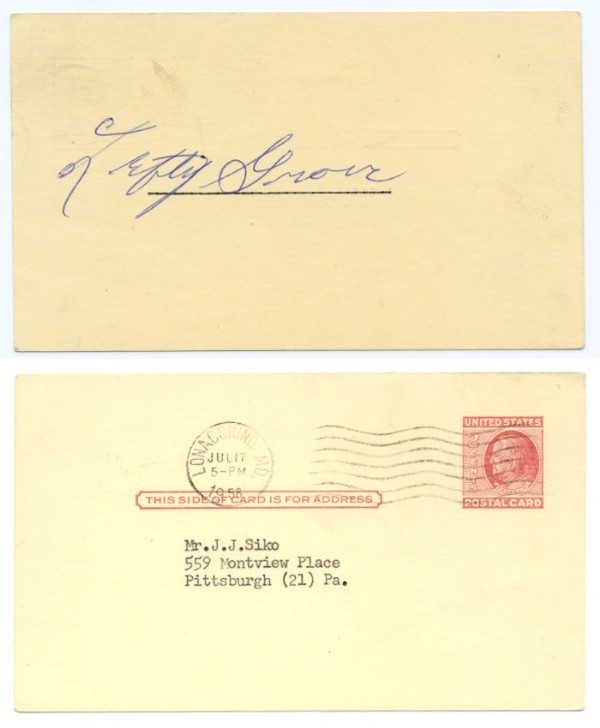 Lefty Grove
LONACONING MD.
JUL 17
5-PM
1958
UNITED STATES
POSTAL CARD
THIS SIDE OF CARD IS FOR ADDRESS
Mr.J.J.Siko
559 Montview Place
Pittsburgh (21) Pa.